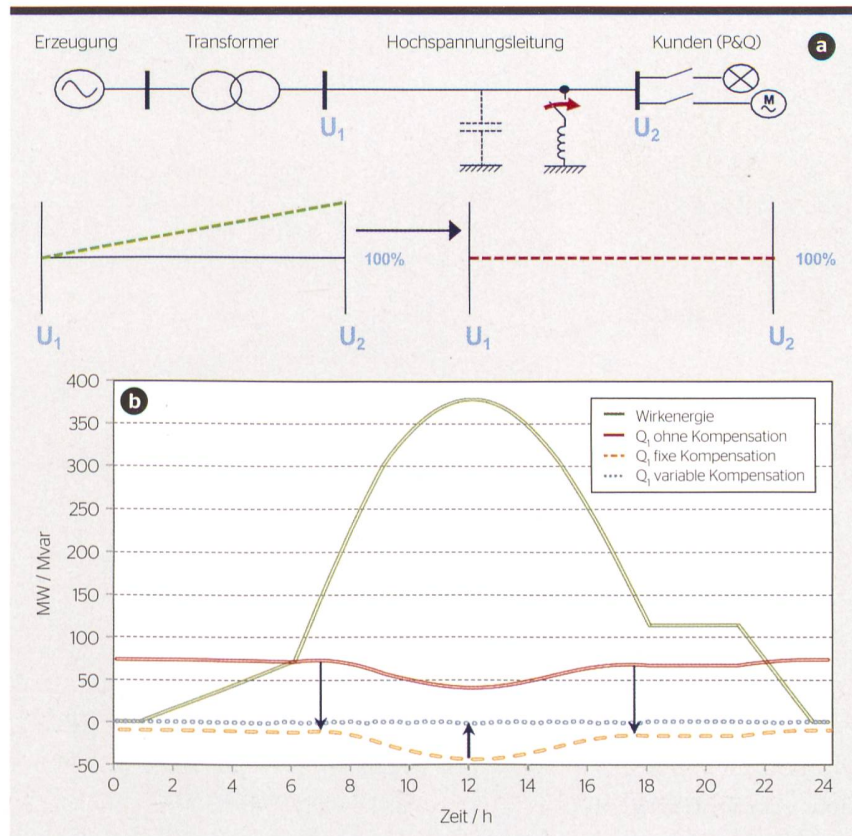 Erzeugung Transformer Hochspannungsleitung Kunden (P&Q) a
M
U₁ U₂
100% 100%
U₁ U₂ U₁ U₂
b
400
350
300
250
200
150
100
50
0
-50
MW / Mvar
Wirkenergie
Q₁ ohne Kompensation
Q₁ fixe Kompensation
Q₁ variable Kompensation
0 2 4 6 8 10 12 14 16 18 20 22 24
Zeit / h